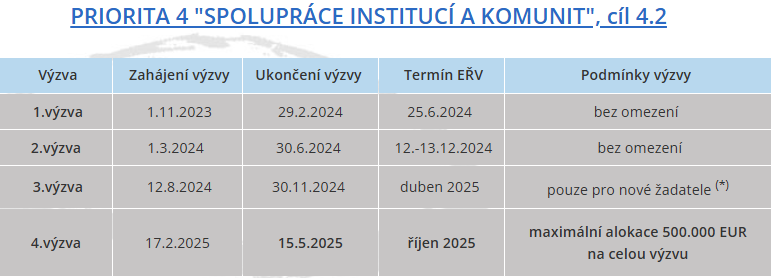 PRIORITA 4 "SPOLUPRÁCE INSTITUCÍ A KOMUNIT", cíl 4.2
Výzva Zahájení výzvy Ukončení výzvy Termín EŘV Podmínky výzvy
1.výzva 1.11.2023 29.2.2024 25.6.2024 bez omezení
2.výzva 1.3.2024 30.6.2024 12.-13.12.2024 bez omezení
3.výzva 12.8.2024 30.11.2024 duben 2025 pouze pro nové žadatele (*)
4.výzva 17.2.2025 15.5.2025 říjen 2025 maximální alokace 500.000 EUR
na celou výzvu